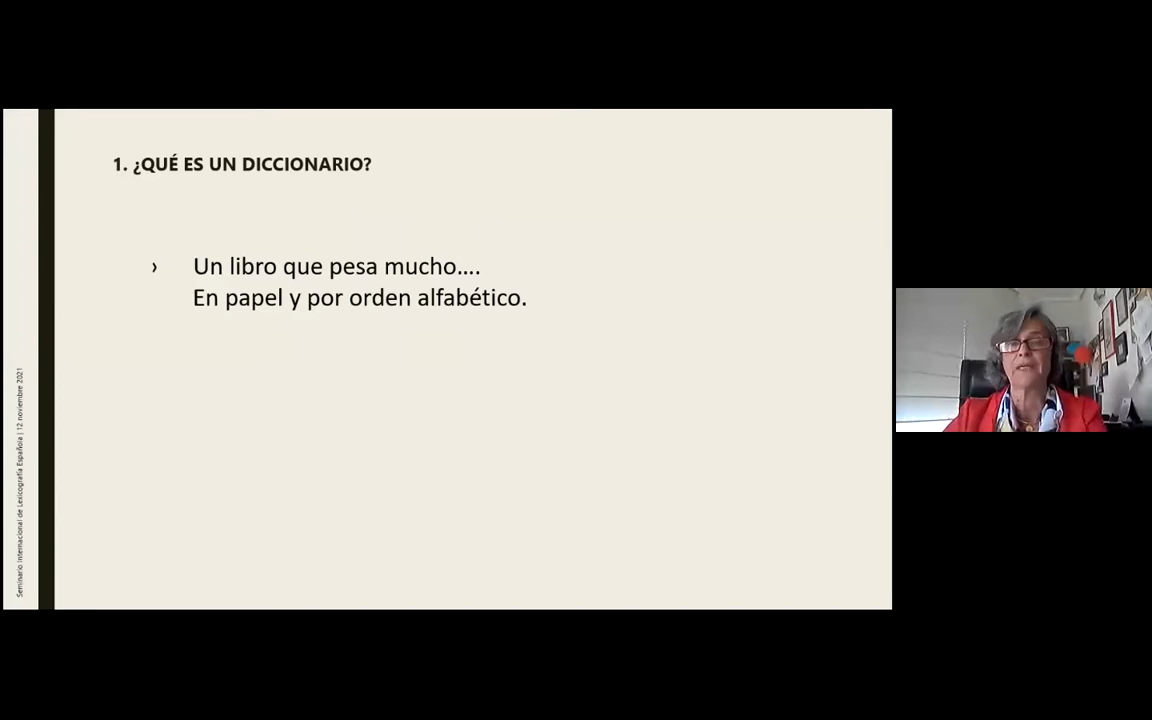 1. ¿QUÉ ES UN DICCIONARIO?
› Un libro que pesa mucho....
En papel y por orden alfabético.
Seminario Internacional de Lexicografía Española | 12 noviembre 2021